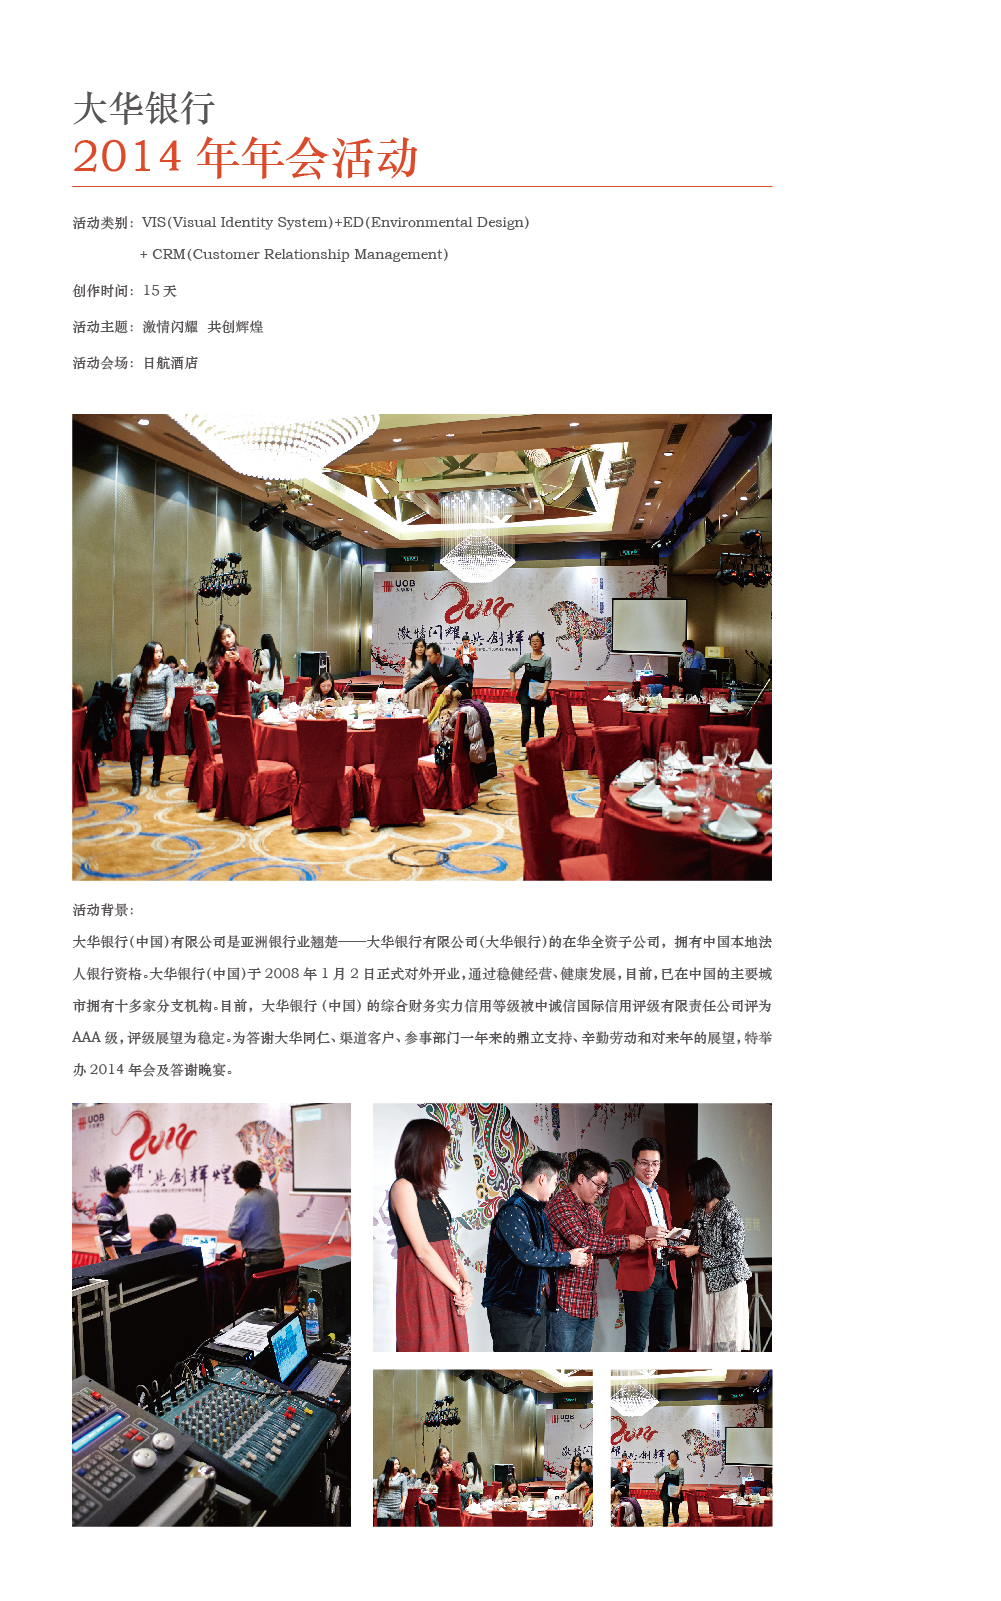 大华银行
2014 年年会活动
活动类别：VIS(Visual Identity System)+ED(Environmental Design)
+ CRM(Customer Relationship Management)
创作时间：15 天
活动主题：激情闪耀 共创辉煌
活动会场：日航酒店
UOB
大华银行
2014
激情闪耀 共创辉煌
活动背景：
大华银行(中国)有限公司是亚洲银行业翘楚——大华银行有限公司(大华银行)的在华全资子公司，拥有中国本地法
人银行资格。大华银行(中国)于 2008 年 1 月 2 日正式对外开业，通过稳健经营、健康发展，目前，已在中国的主要城
市拥有十多家分支机构。目前，大华银行（中国）的综合财务实力信用等级被中诚信国际信用评级有限责任公司评为
AAA 级，评级展望为稳定。为答谢大华同仁、渠道客户、参事部门一年来的鼎立支持、辛勤劳动和对来年的展望，特举
办 2014 年会及答谢晚宴。
UOB
大华银行
2014
激情闪耀 共创辉煌
UOB
激情闪
2014
耀 共创辉